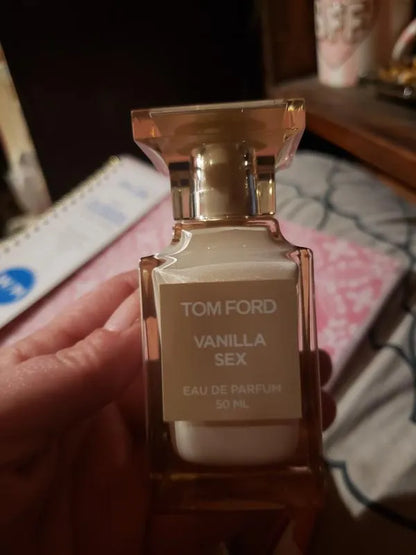 TOM FORD
VANILLA
SEX
EAU DE PARFUM
50 ML